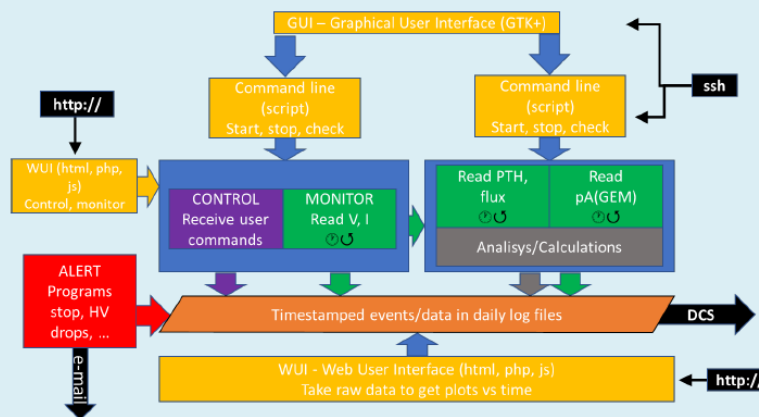 GUI – Graphical User Interface (GTK+)
Command line
(script)
Start, stop, check
Command line
(script)
Start, stop, check
ssh
http://
WUI (html, php,
js)
Control, monitor
CONTROL
Receive user
commands
MONITOR
Read V, I
Read PTH,
flux
Read
pA(GEM)
Analisys/Calculations
ALERT
Programs
stop, HV
drops, ...
Timestamped events/data in daily log files
DCS
e-mail
WUI - Web User Interface (html, php, js)
Take raw data to get plots vs time
http://